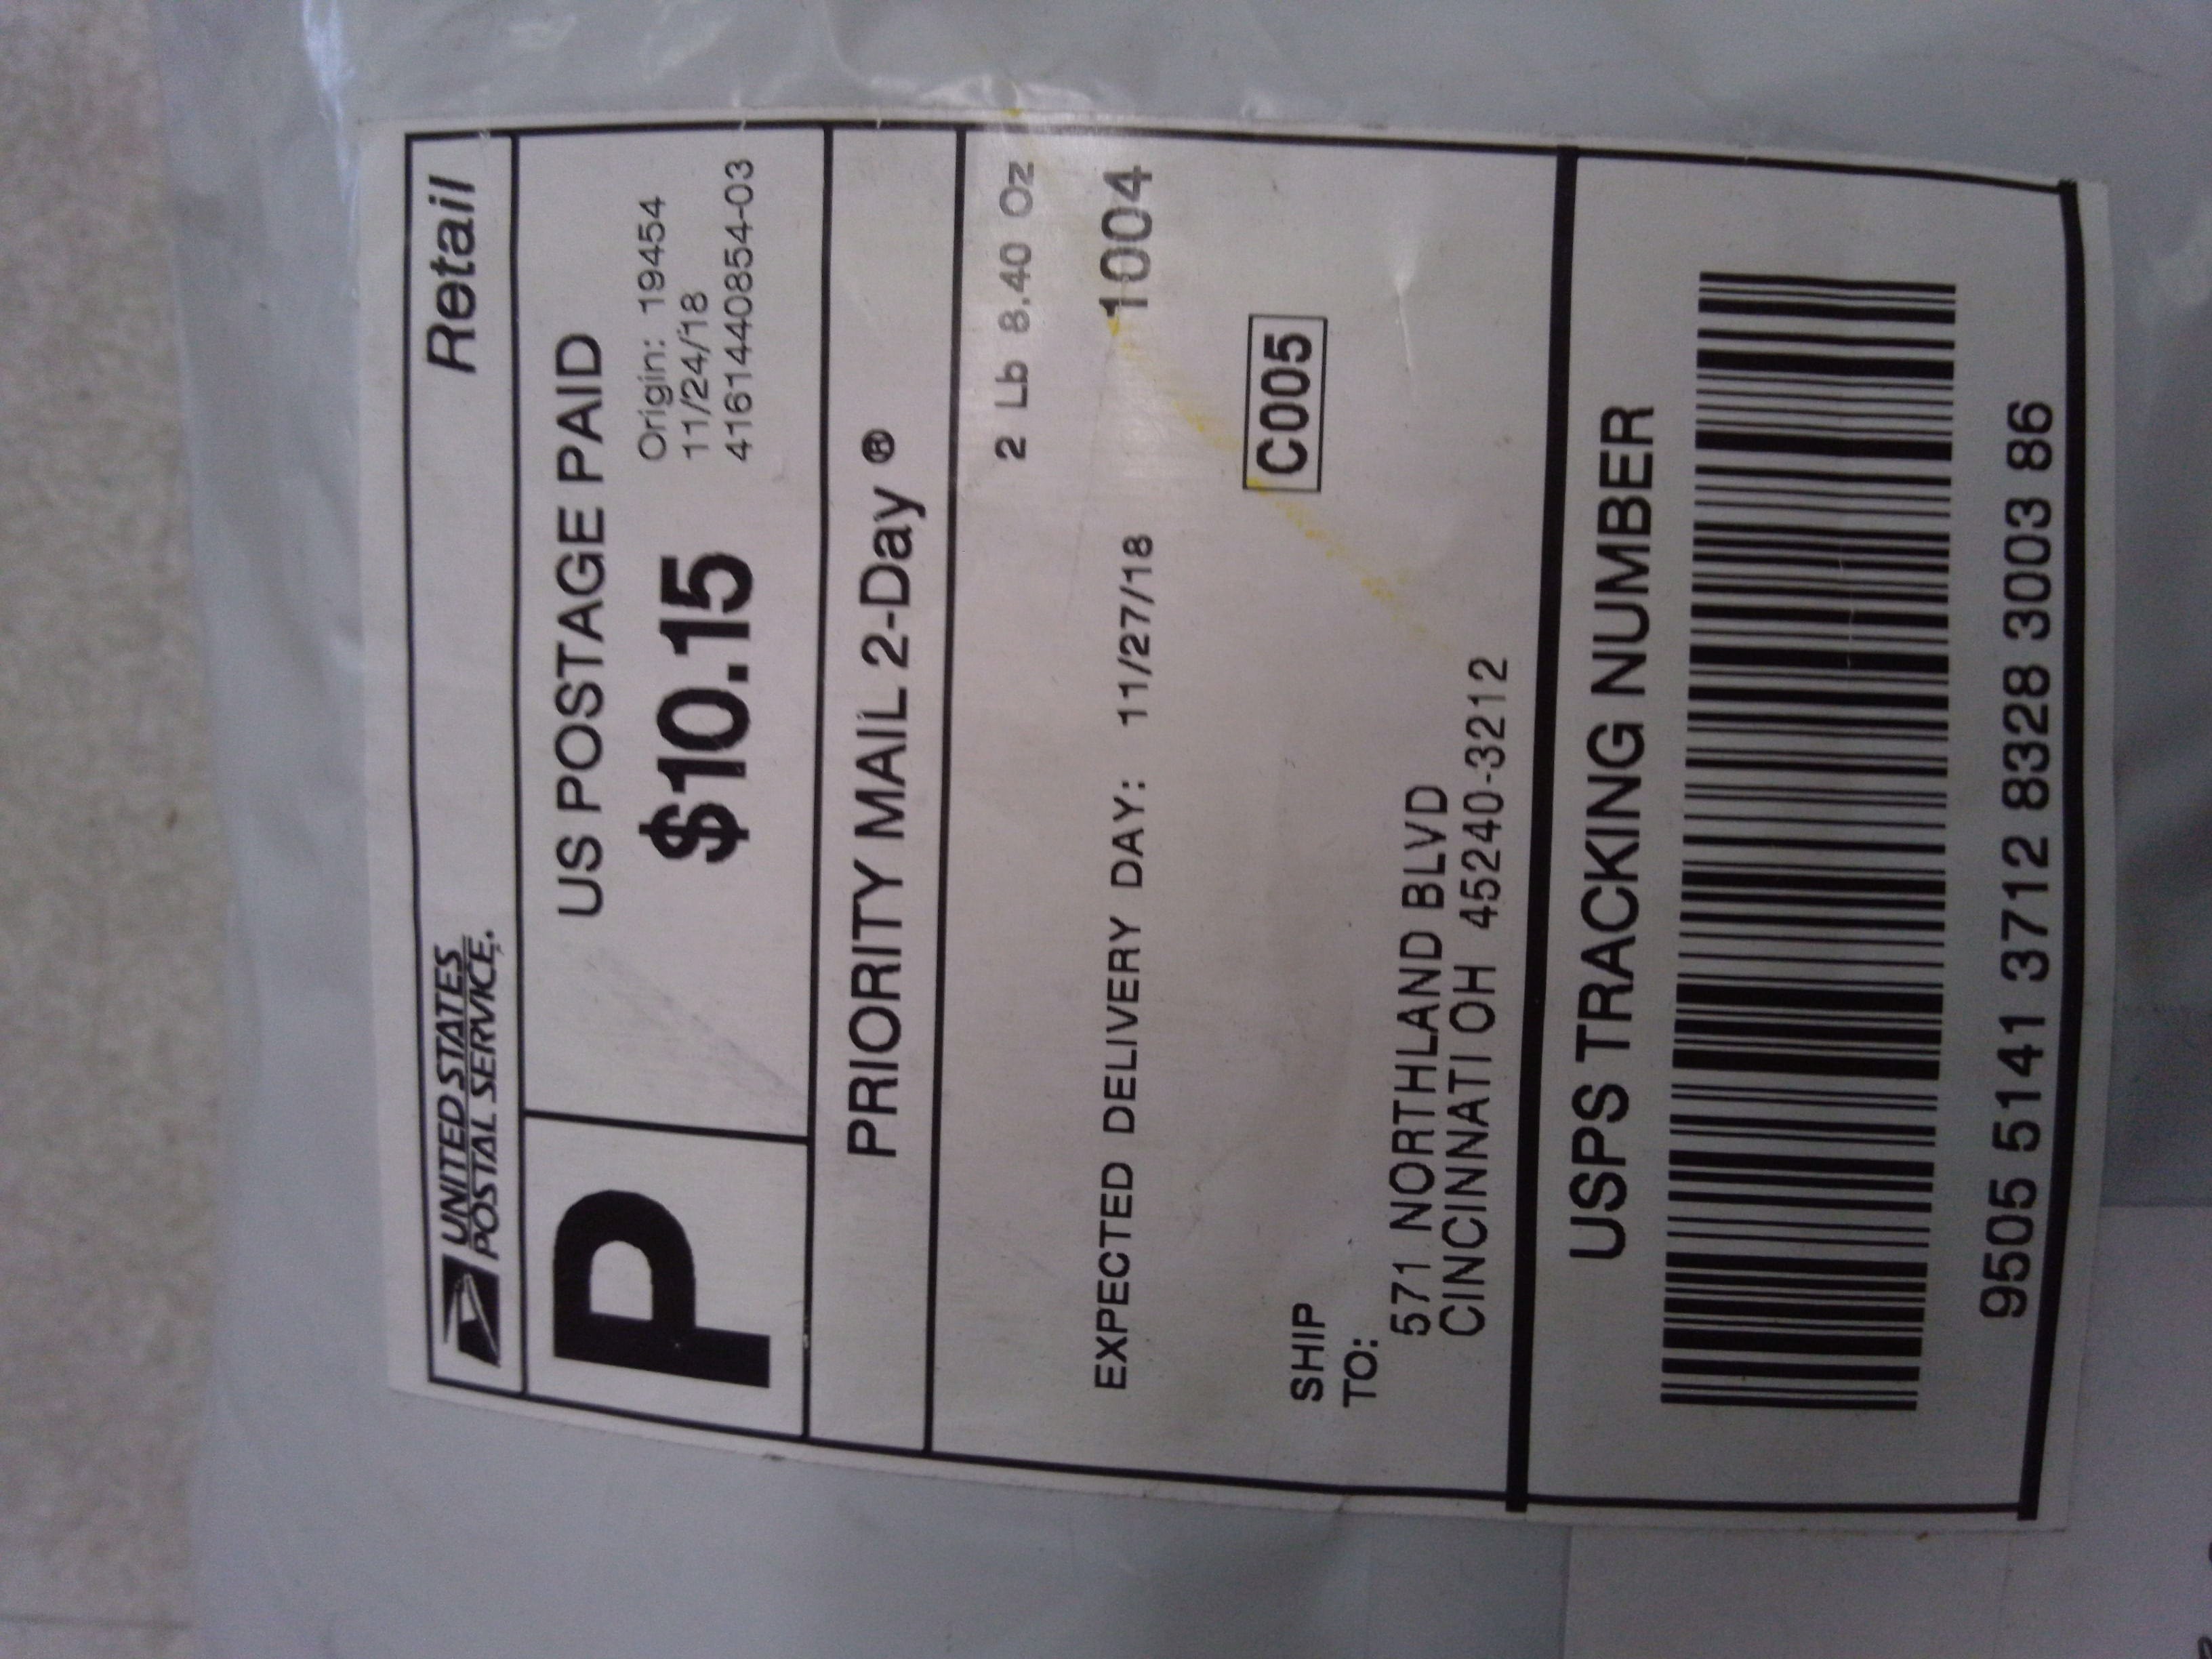 UNITED STATES
POSTAL SERVICE.
Retail
P
US POSTAGE PAID
$10.15
Origin: 19454
11/24/18
4161440854-03
PRIORITY MAIL 2-Day ®
2 Lb 8.40 Oz
1004
EXPECTED DELIVERY DAY: 11/27/18
C005
SHIP
TO:
571 NORTHLAND BLVD
CINCINNATI OH 45240-3212
USPS TRACKING NUMBER
9505 5141 3712 8328 3003 86